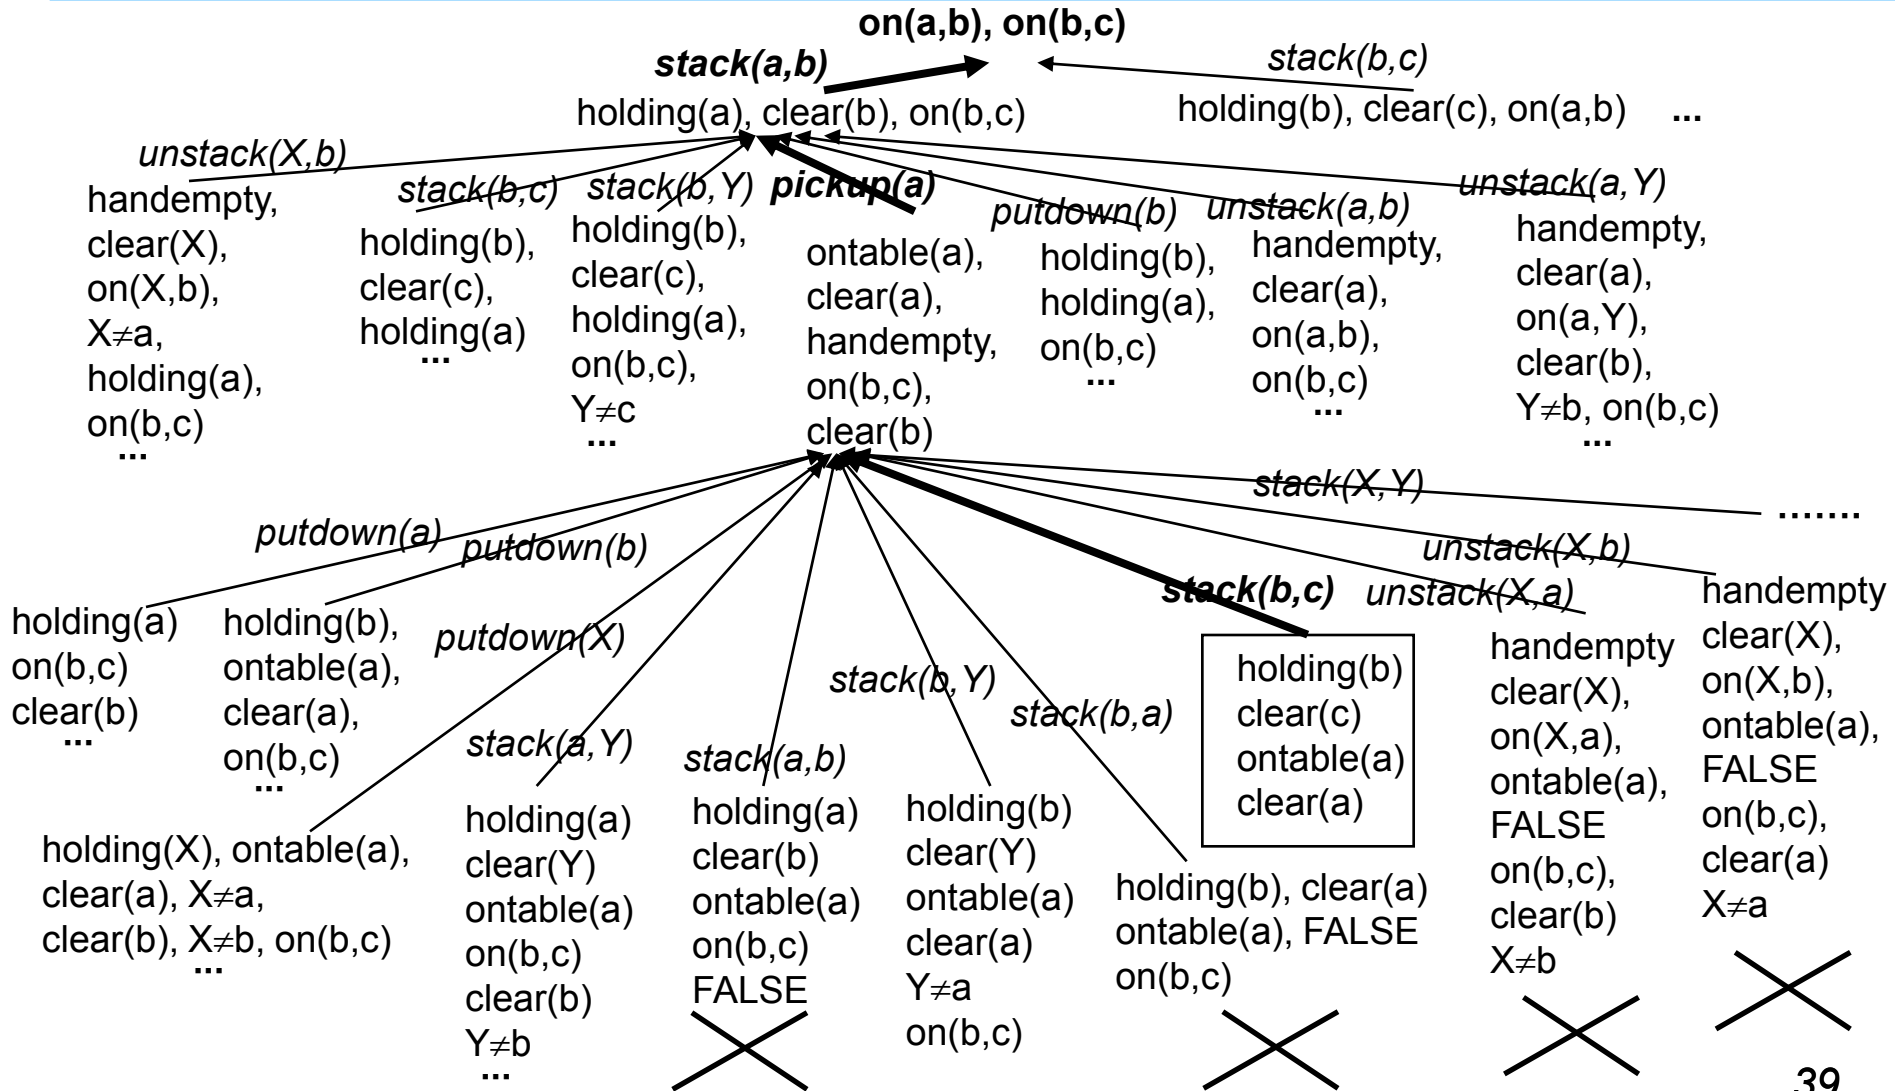 on(a,b), on(b,c)
stack(a,b)
stack(b,c)
holding(a), clear(b), on(b,c)
holding(b), clear(c), on(a,b) ...
unstack(X,b)
handempty,
clear(X),
on(X,b),
X≠a,
holding(a),
on(b,c)
...
stack(b,c)
holding(b),
clear(c),
holding(a)
...
stack(b,Y)
holding(b),
clear(c),
holding(a),
on(b,c),
Y≠c
...
pickup(a)
ontable(a),
clear(a),
handempty,
on(b,c),
clear(b)
putdown(b)
holding(b),
holding(a),
on(b,c)
...
unstack(a,b)
handempty,
clear(a),
on(a,b),
on(b,c)
...
unstack(a,Y)
handempty,
clear(a),
on(a,Y),
clear(b),
Y≠b, on(b,c)
...
putdown(a)
holding(a)
on(b,c)
clear(b)
...
putdown(b)
holding(b),
ontable(a),
clear(a),
on(b,c)
...
putdown(X)
holding(X), ontable(a),
clear(a), X≠a,
clear(b), X≠b, on(b,c)
...
stack(a,Y)
holding(a)
clear(Y)
ontable(a)
on(b,c)
clear(b)
Y≠b
...
stack(a,b)
holding(a)
clear(b)
ontable(a)
on(b,c)
FALSE
stack(b,Y)
holding(b)
clear(Y)
ontable(a)
clear(a)
Y≠a
on(b,c)
stack(b,a)
holding(b), clear(a)
ontable(a), FALSE
on(b,c)
stack(b,c)
holding(b)
clear(c)
ontable(a)
clear(a)
unstack(X,a)
handempty
clear(X),
on(X,a),
ontable(a),
FALSE
on(b,c),
clear(b)
X≠b
unstack(X,b)
handempty
clear(X),
on(X,b),
ontable(a),
FALSE
on(b,c),
clear(a)
X≠a
stack(X,Y)
.......
39